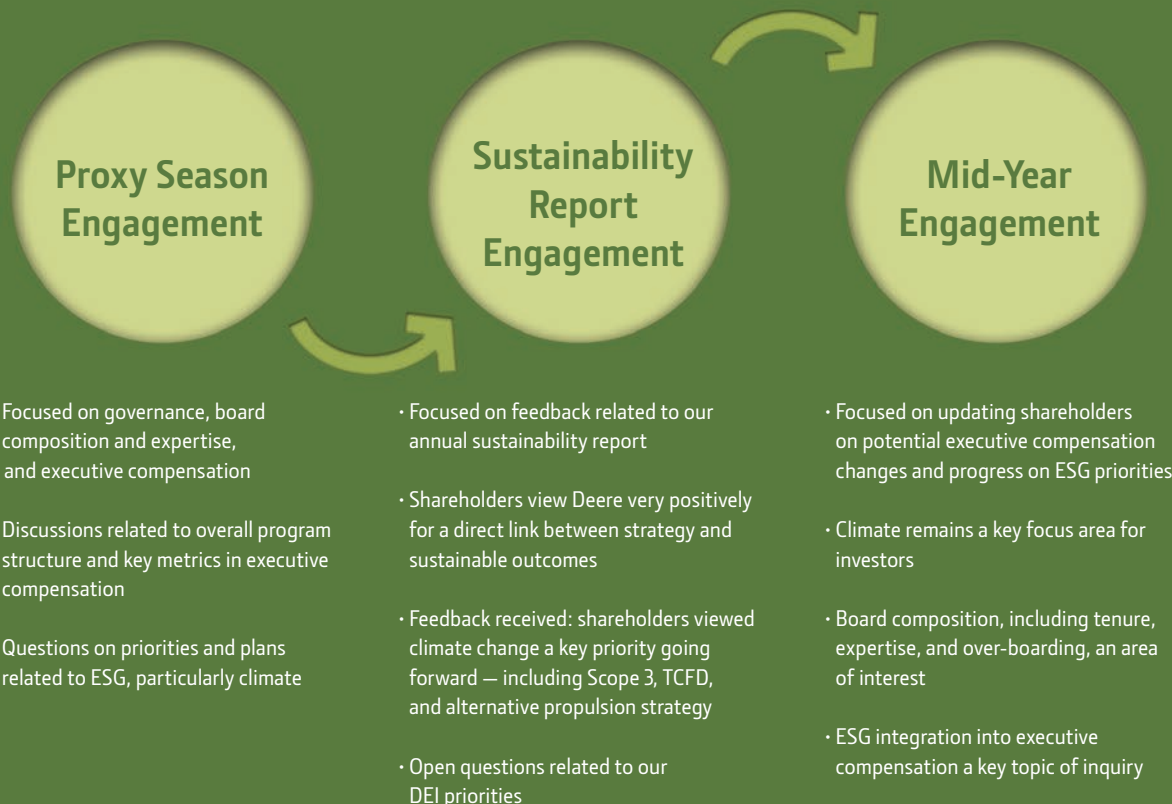 Proxy Season
Engagement
Sustainability
Report
Engagement
Mid-Year
Engagement
Focused on governance, board
composition and expertise,
and executive compensation
Discussions related to overall program
structure and key metrics in executive
compensation
Questions on priorities and plans
related to ESG, particularly climate
· Focused on feedback related to our
annual sustainability report
· Shareholders view Deere very positively
for a direct link between strategy and
sustainable outcomes
· Feedback received: shareholders viewed
climate change a key priority going
forward — including Scope 3, TCFD,
and alternative propulsion strategy
· Open questions related to our
DEI priorities
· Focused on updating shareholders
on potential executive compensation
changes and progress on ESG priorities
· Climate remains a key focus area for
investors
· Board composition, including tenure,
expertise, and over-boarding, an area
of interest
· ESG integration into executive
compensation a key topic of inquiry